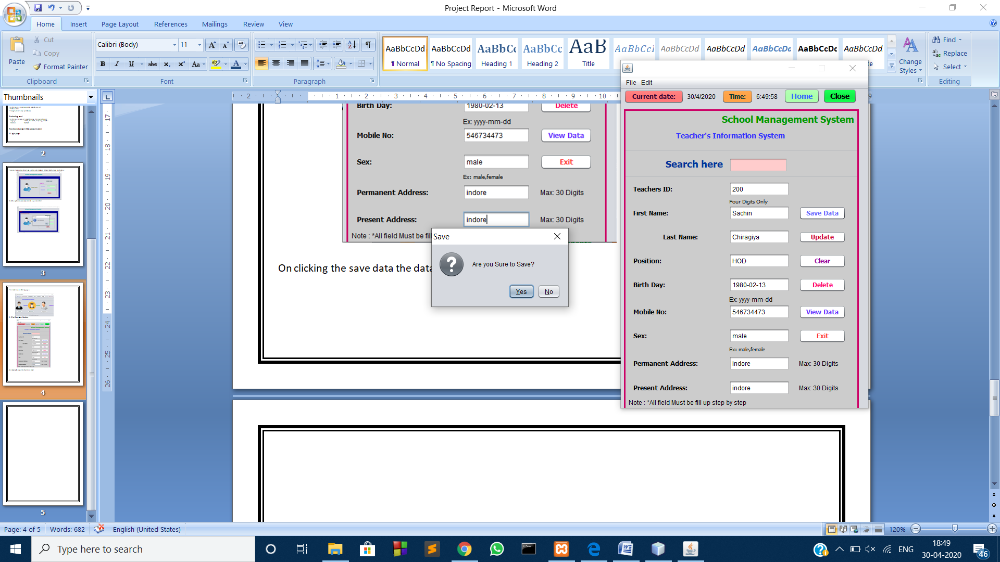 Project Report - Microsoft Word
Home Insert Page Layout References Mailings Review View
Paste
Cut
Copy
Format Painter
Clipboard
Calibri (Body) 11
Font
Paragraph
AaBbCcDd AaBbCcDd AaBbCc AaBbCc AaB AaBbCcI AaBbCcDd AaBbCcDd AaBbCcDd AaBbCcDd AaBbCcDd
¶ Normal ¶ No Spacing Heading 1 Heading 2 Title
Change Styles
Find
Replace
Select
Editing
Thumbnails
2
3
4
5
Birth Day: 1980-02-13 Delete
Ex: yyyy-mm-dd
Mobile No: 546734473 View Data
Sex: male Exit
Ex: male,female
Permanent Address: indore Max: 30 Digits
Present Address: indore Max: 30 Digits
Note : *All field Must be fil
On clicking the save data the data
Save
Are you Sure to Save?
Yes No
File Edit
Current date: 30/4/2020 Time: 6:49:58 Home Close
School Management System
Teacher's Information System
Search here
Teachers ID: 200
Four Digits Only
First Name: Sachin Save Data
Last Name: Chiragiya Update
Position: HOD Clear
Birth Day: 1980-02-13 Delete
Ex: yyyy-mm-dd
Mobile No: 546734473 View Data
Sex: male Exit
Ex: male,female
Permanent Address: indore Max: 30 Digits
Present Address: indore Max: 30 Digits
Note : *All field Must be fill up step by step
Page: 4 of 5 Words: 682 English (United States) 120%
Type here to search
ENG
18:49
30-04-2020
46